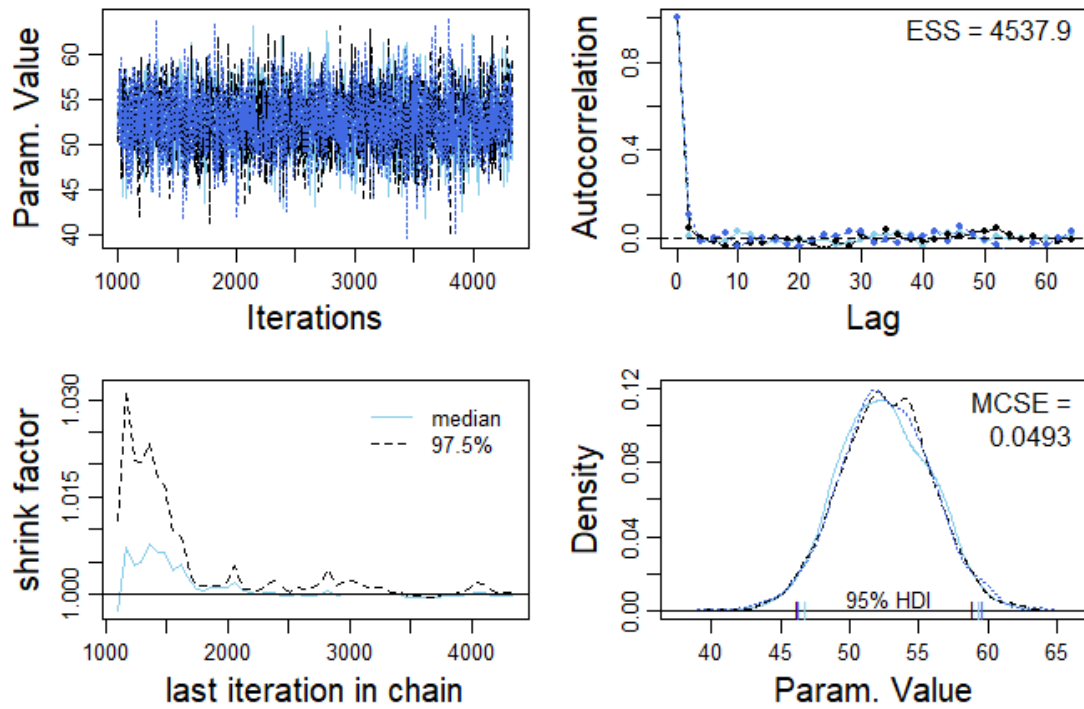 Param. Value
40 45 50 55 60
1000 2000 3000 4000
Iterations
Autocorrelation
0.0 0.4 0.8
ESS = 4537.9
0 10 20 30 40 50 60
Lag
shrink factor
1.000 1.015 1.030
median
97.5%
1000 2000 3000 4000
last iteration in chain
Density
0.00 0.04 0.08 0.12
MCSE =
0.0493
95% HDI
40 45 50 55 60 65
Param. Value